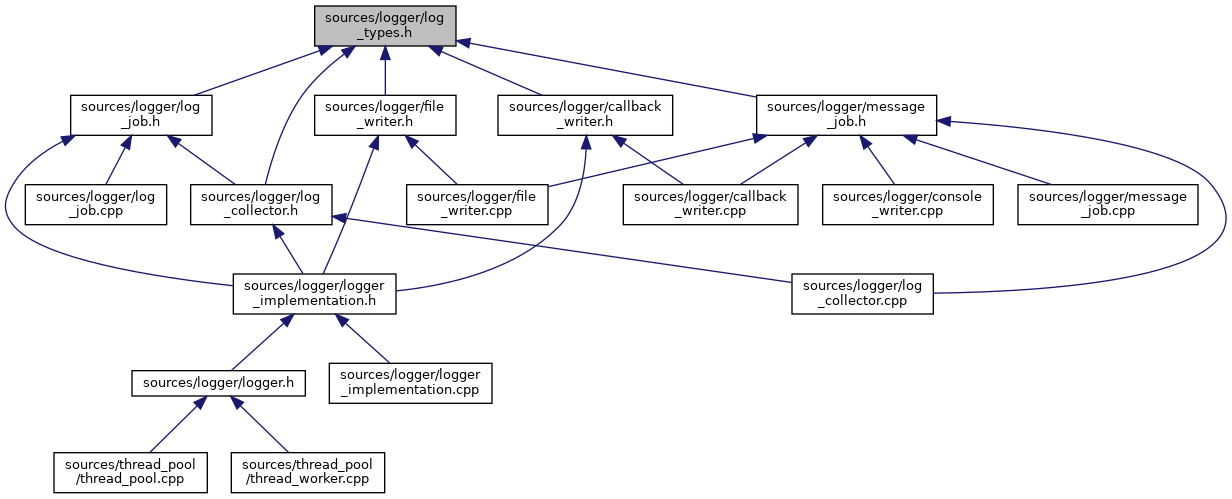 sources/logger/log
_types.h
sources/logger/log
_job.h
sources/logger/file
_writer.h
sources/logger/callback
_writer.h
sources/logger/message
_job.h
sources/logger/log
_job.cpp
sources/logger/log
_collector.h
sources/logger/file
_writer.cpp
sources/logger/callback
_writer.cpp
sources/logger/console
_writer.cpp
sources/logger/message
_job.cpp
sources/logger/logger
_implementation.h
sources/logger/log
_collector.cpp
sources/logger/logger.h
sources/logger/logger
_implementation.cpp
sources/thread_pool
/thread_pool.cpp
sources/thread_pool
/thread_worker.cpp